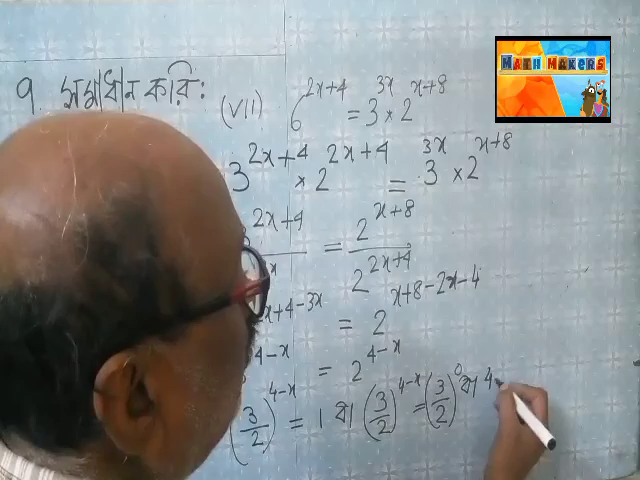 MATH MAKERS
9. সমাধান করি:
(VII) 6^{2x+4} = 3^{3x} × 2^{x+8}
3^{2x+4} × 2^{2x+4} = 3^{3x} × 2^{x+8}
2x+4 / x = 2^{x+8} / 2^{2x+4}
x+4-3x = 2^{x+8-2x-4}
4-x = 2^{4-x}
(3/2)^{4-x} = 1 বা (3/2)^{4-x} = (3/2)^0 বা 4